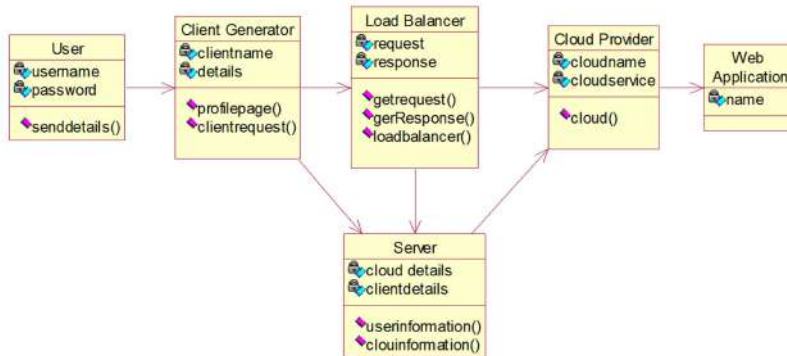 User
username
password
senddetails()
Client Generator
clientname
details
profilepage()
clientrequest()
Load Balancer
request
response
getrequest()
gerResponse()
loadbalancer()
Cloud Provider
cloudname
cloudservice
cloud()
Web
Application
name
Server
cloud details
clientdetails
userinformation()
clouinformation()